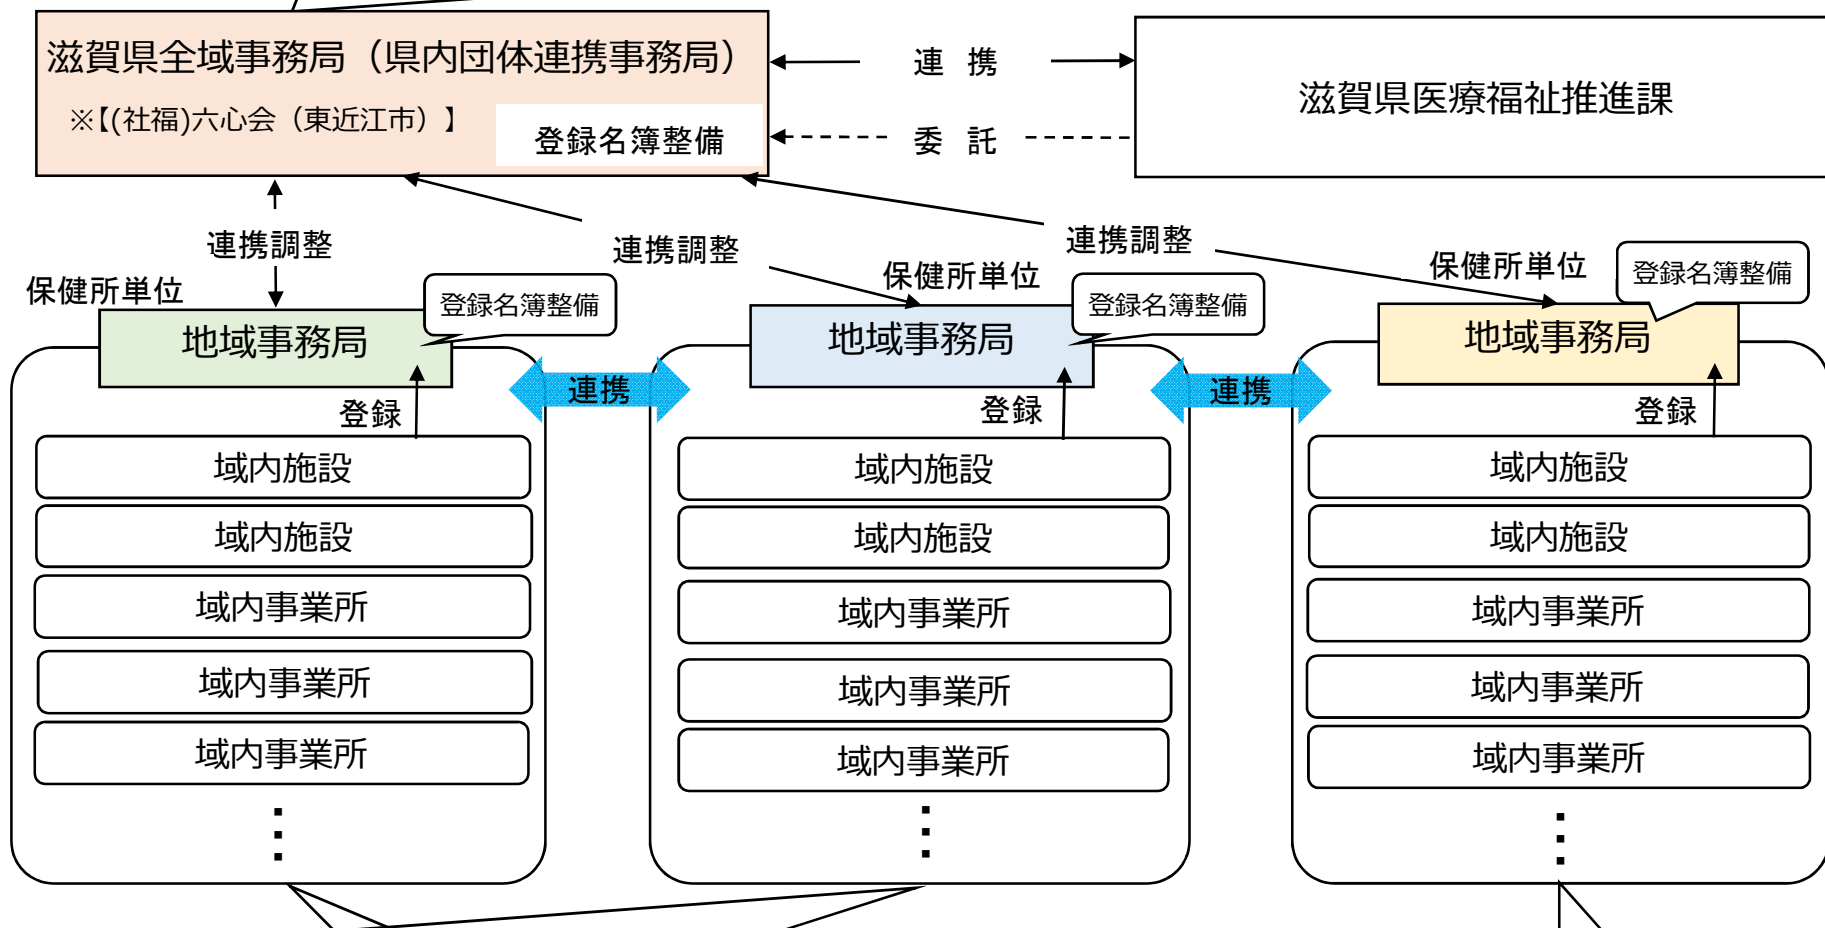 滋賀県全域事務局（県内団体連携事務局）
※【(社福)六心会（東近江市）】
登録名簿整備
連 携
委 託
滋賀県医療福祉推進課
連携調整
連携調整
連携調整
保健所単位
登録名簿整備
地域事務局
保健所単位
登録名簿整備
地域事務局
保健所単位
登録名簿整備
地域事務局
連携
連携
登録
域内施設
域内施設
域内事業所
域内事業所
域内事業所
登録
域内施設
域内施設
域内事業所
域内事業所
域内事業所
登録
域内施設
域内施設
域内事業所
域内事業所
域内事業所